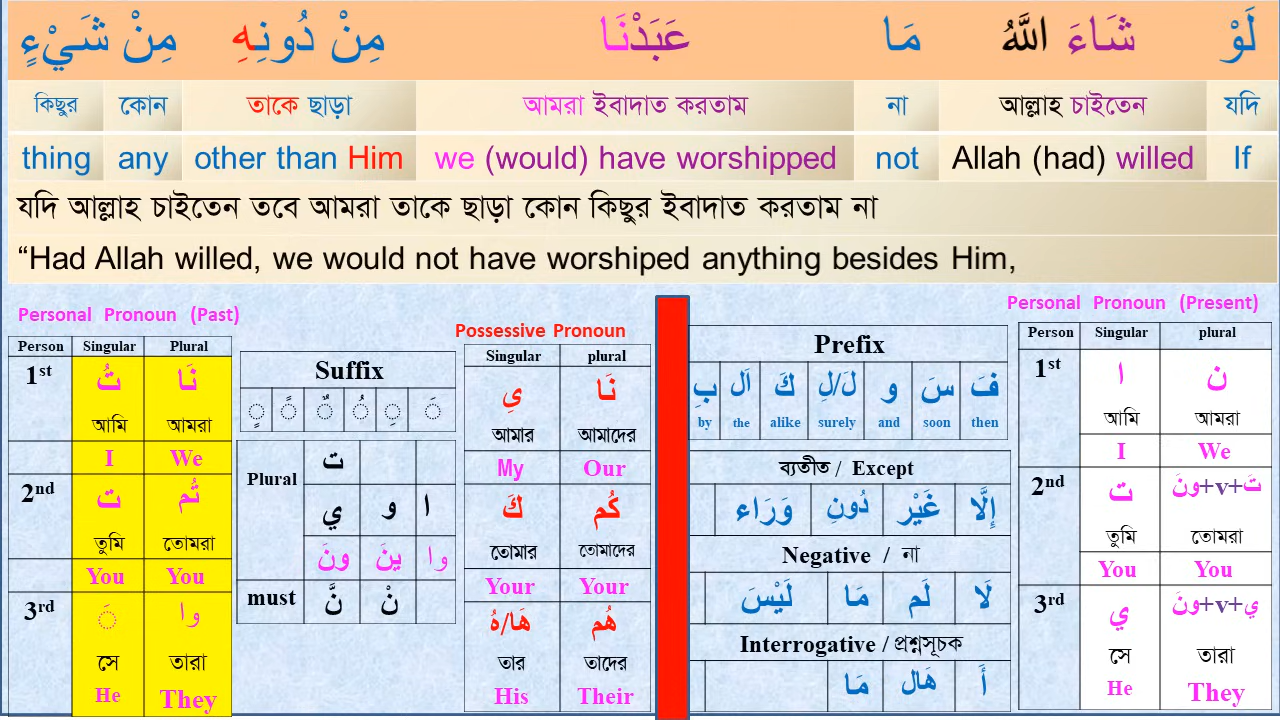 لَوْ شَاءَ اللَّهُ مَا عَبَدْنَا مِنْ دُونِهِ مِنْ شَيْءٍ
কিছুর কোন তাকে ছাড়া আমরা ইবাদাত করতাম না আল্লাহ চাইতেন যদি
thing any other than Him we (would) have worshipped not Allah (had) willed If
যদি আল্লাহ চাইতেন তবে আমরা তাকে ছাড়া কোন কিছুর ইবাদাত করতাম না
“Had Allah willed, we would not have worshiped anything besides Him,
Personal Pronoun (Past)
Person Singular Plural
1st تُ نَا
আমি আমরা
I We
2nd ت تُم
তুমি তোমরা
You You
3rd َ وا
সে তারা
He They
Suffix
ٍ ً ٌ ُ ِ َ
Plural ت
ي و ا
ونَ ينَ وا
must نَّ نْ
Possessive Pronoun
Singular plural
يِ نَا
আমার আমাদের
My Our
كَ كُم
তোমার তোমাদের
Your Your
هَا/هُ هُم
তার তাদের
His Their
Prefix
بِ اَل كَ لَ/لِ و سَ فَ
by the alike surely and soon then
ব্যতীত / Except
وَرَاء دُونِ غَيْر إِلَّا
Negative / না
لَيْسَ مَا لَم لَا
Interrogative / প্রশ্নসূচক
مَا هَال أَ
Personal Pronoun (Present)
Person Singular plural
1st ا ن
আমি আমরা
I We
2nd ت تَ+v+ونَ
তুমি তোমরা
You You
3rd ي ي+v+ونَ
সে তারা
He They